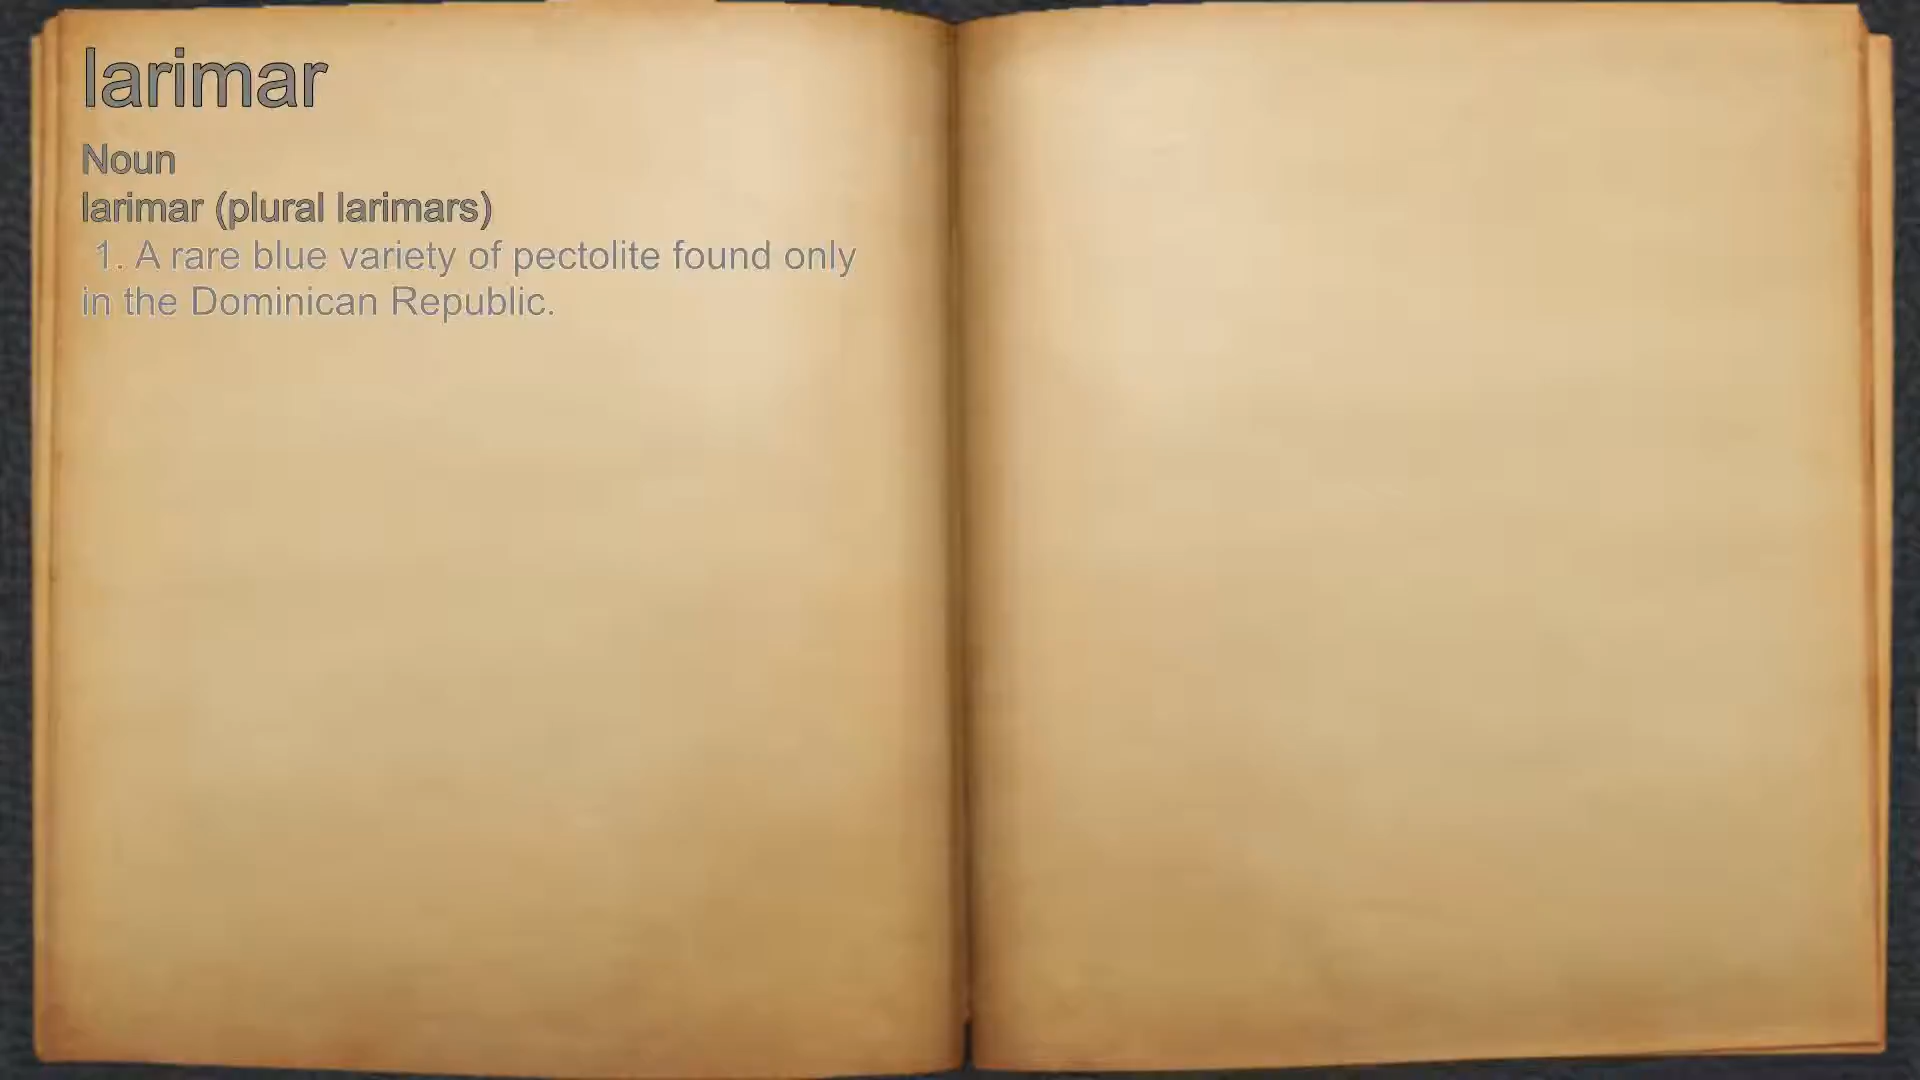 larimar
Noun
larimar (plural larimars)
1. A rare blue variety of pectolite found only
in the Dominican Republic.